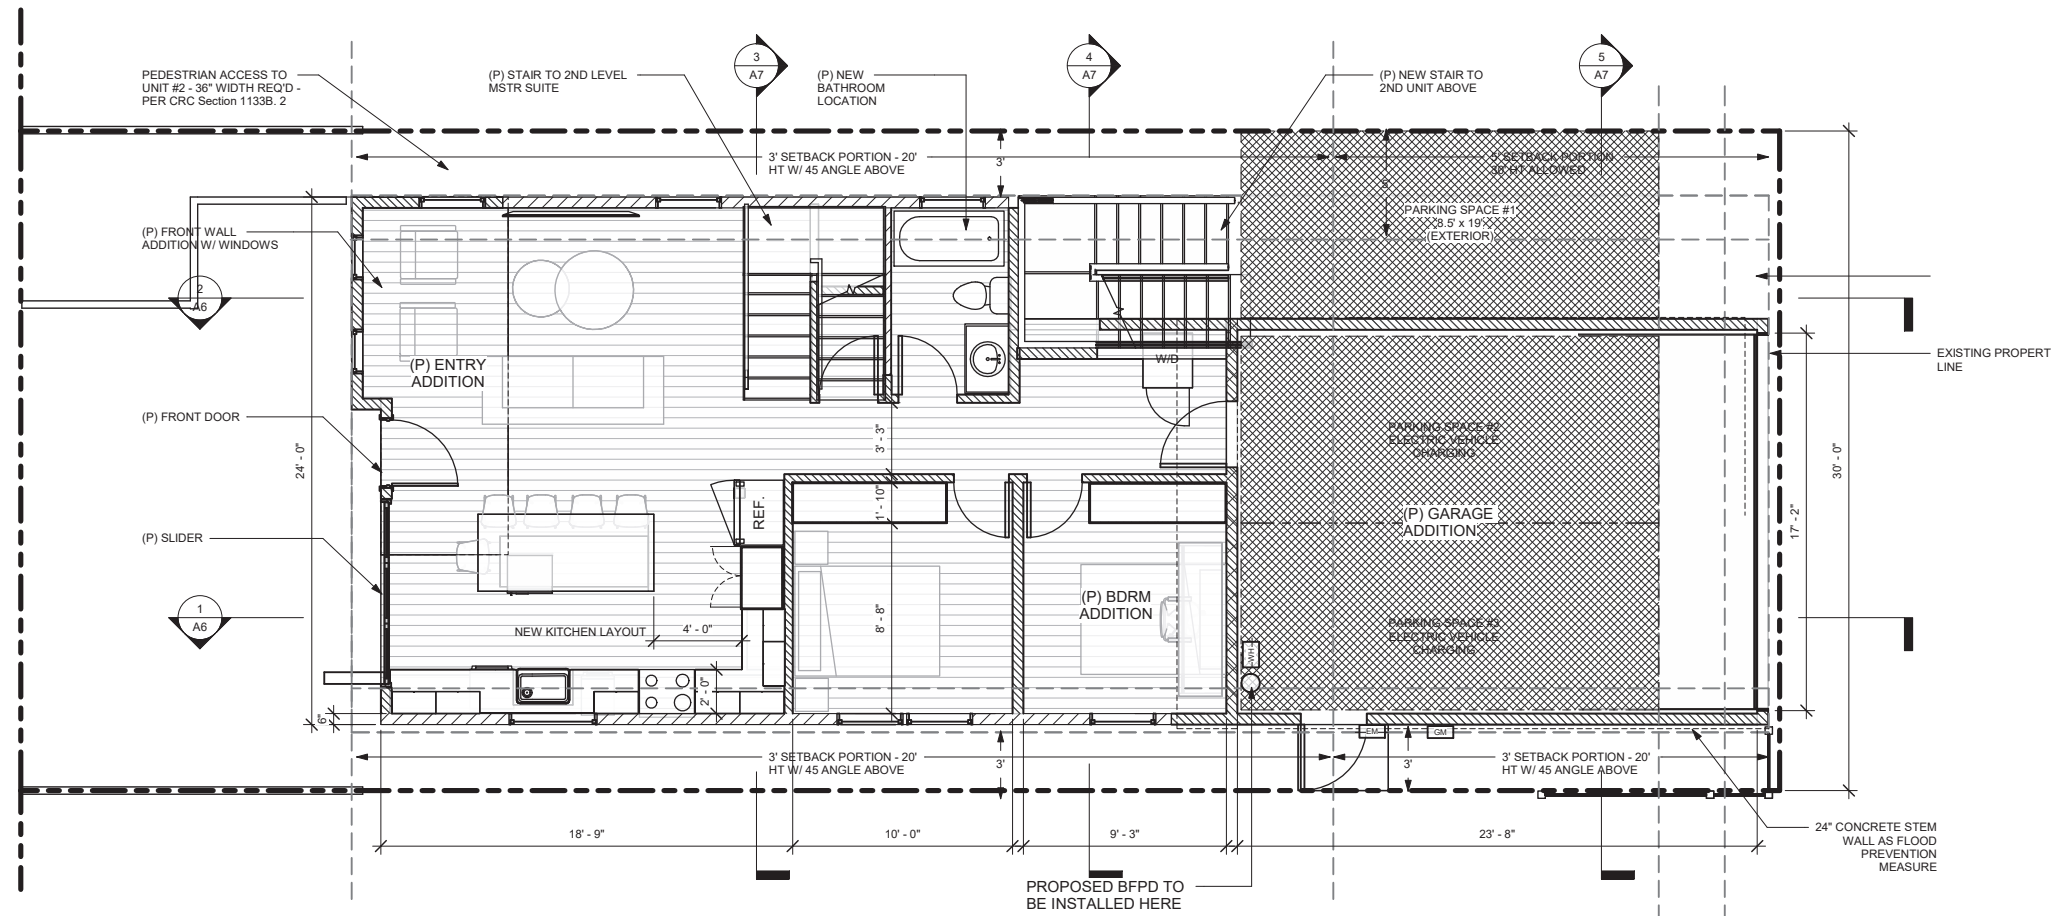 3
A7
4
A7
5
A7
PEDESTRIAN ACCESS TO
UNIT #2 - 36" WIDTH REQ'D -
PER CRC Section 1133B. 2
(P) STAIR TO 2ND LEVEL
MSTR SUITE
(P) NEW
BATHROOM
LOCATION
(P) NEW STAIR TO
2ND UNIT ABOVE
3' SETBACK PORTION - 20'
HT W/ 45 ANGLE ABOVE
3'
5' SETBACK PORTION
30' HT ALLOWED
5'
PARKING SPACE #1
8.5' x 19'
(EXTERIOR)
(P) FRONT WALL
ADDITION W/ WINDOWS
2
A6
(P) ENTRY
ADDITION
W/D
EXISTING PROPERT
LINE
(P) FRONT DOOR
24' - 0"
3' - 3"
PARKING SPACE #2
ELECTRIC VEHICLE
CHARGING
30' - 0"
REF.
1' - 10"
(P) GARAGE
ADDITION
17' - 2"
(P) SLIDER
1
A6
(P) BDRM
ADDITION
8' - 8"
NEW KITCHEN LAYOUT
4' - 0"
PARKING SPACE #3
ELECTRIC VEHICLE
CHARGING
WH
2' - 0"
6"
EM
GM
3' SETBACK PORTION - 20'
HT W/ 45 ANGLE ABOVE
3'
3'
3' SETBACK PORTION - 20'
HT W/ 45 ANGLE ABOVE
18' - 9"
10' - 0"
9' - 3"
23' - 8"
24" CONCRETE STEM
WALL AS FLOOD
PREVENTION
MEASURE
PROPOSED BFPD TO
BE INSTALLED HERE